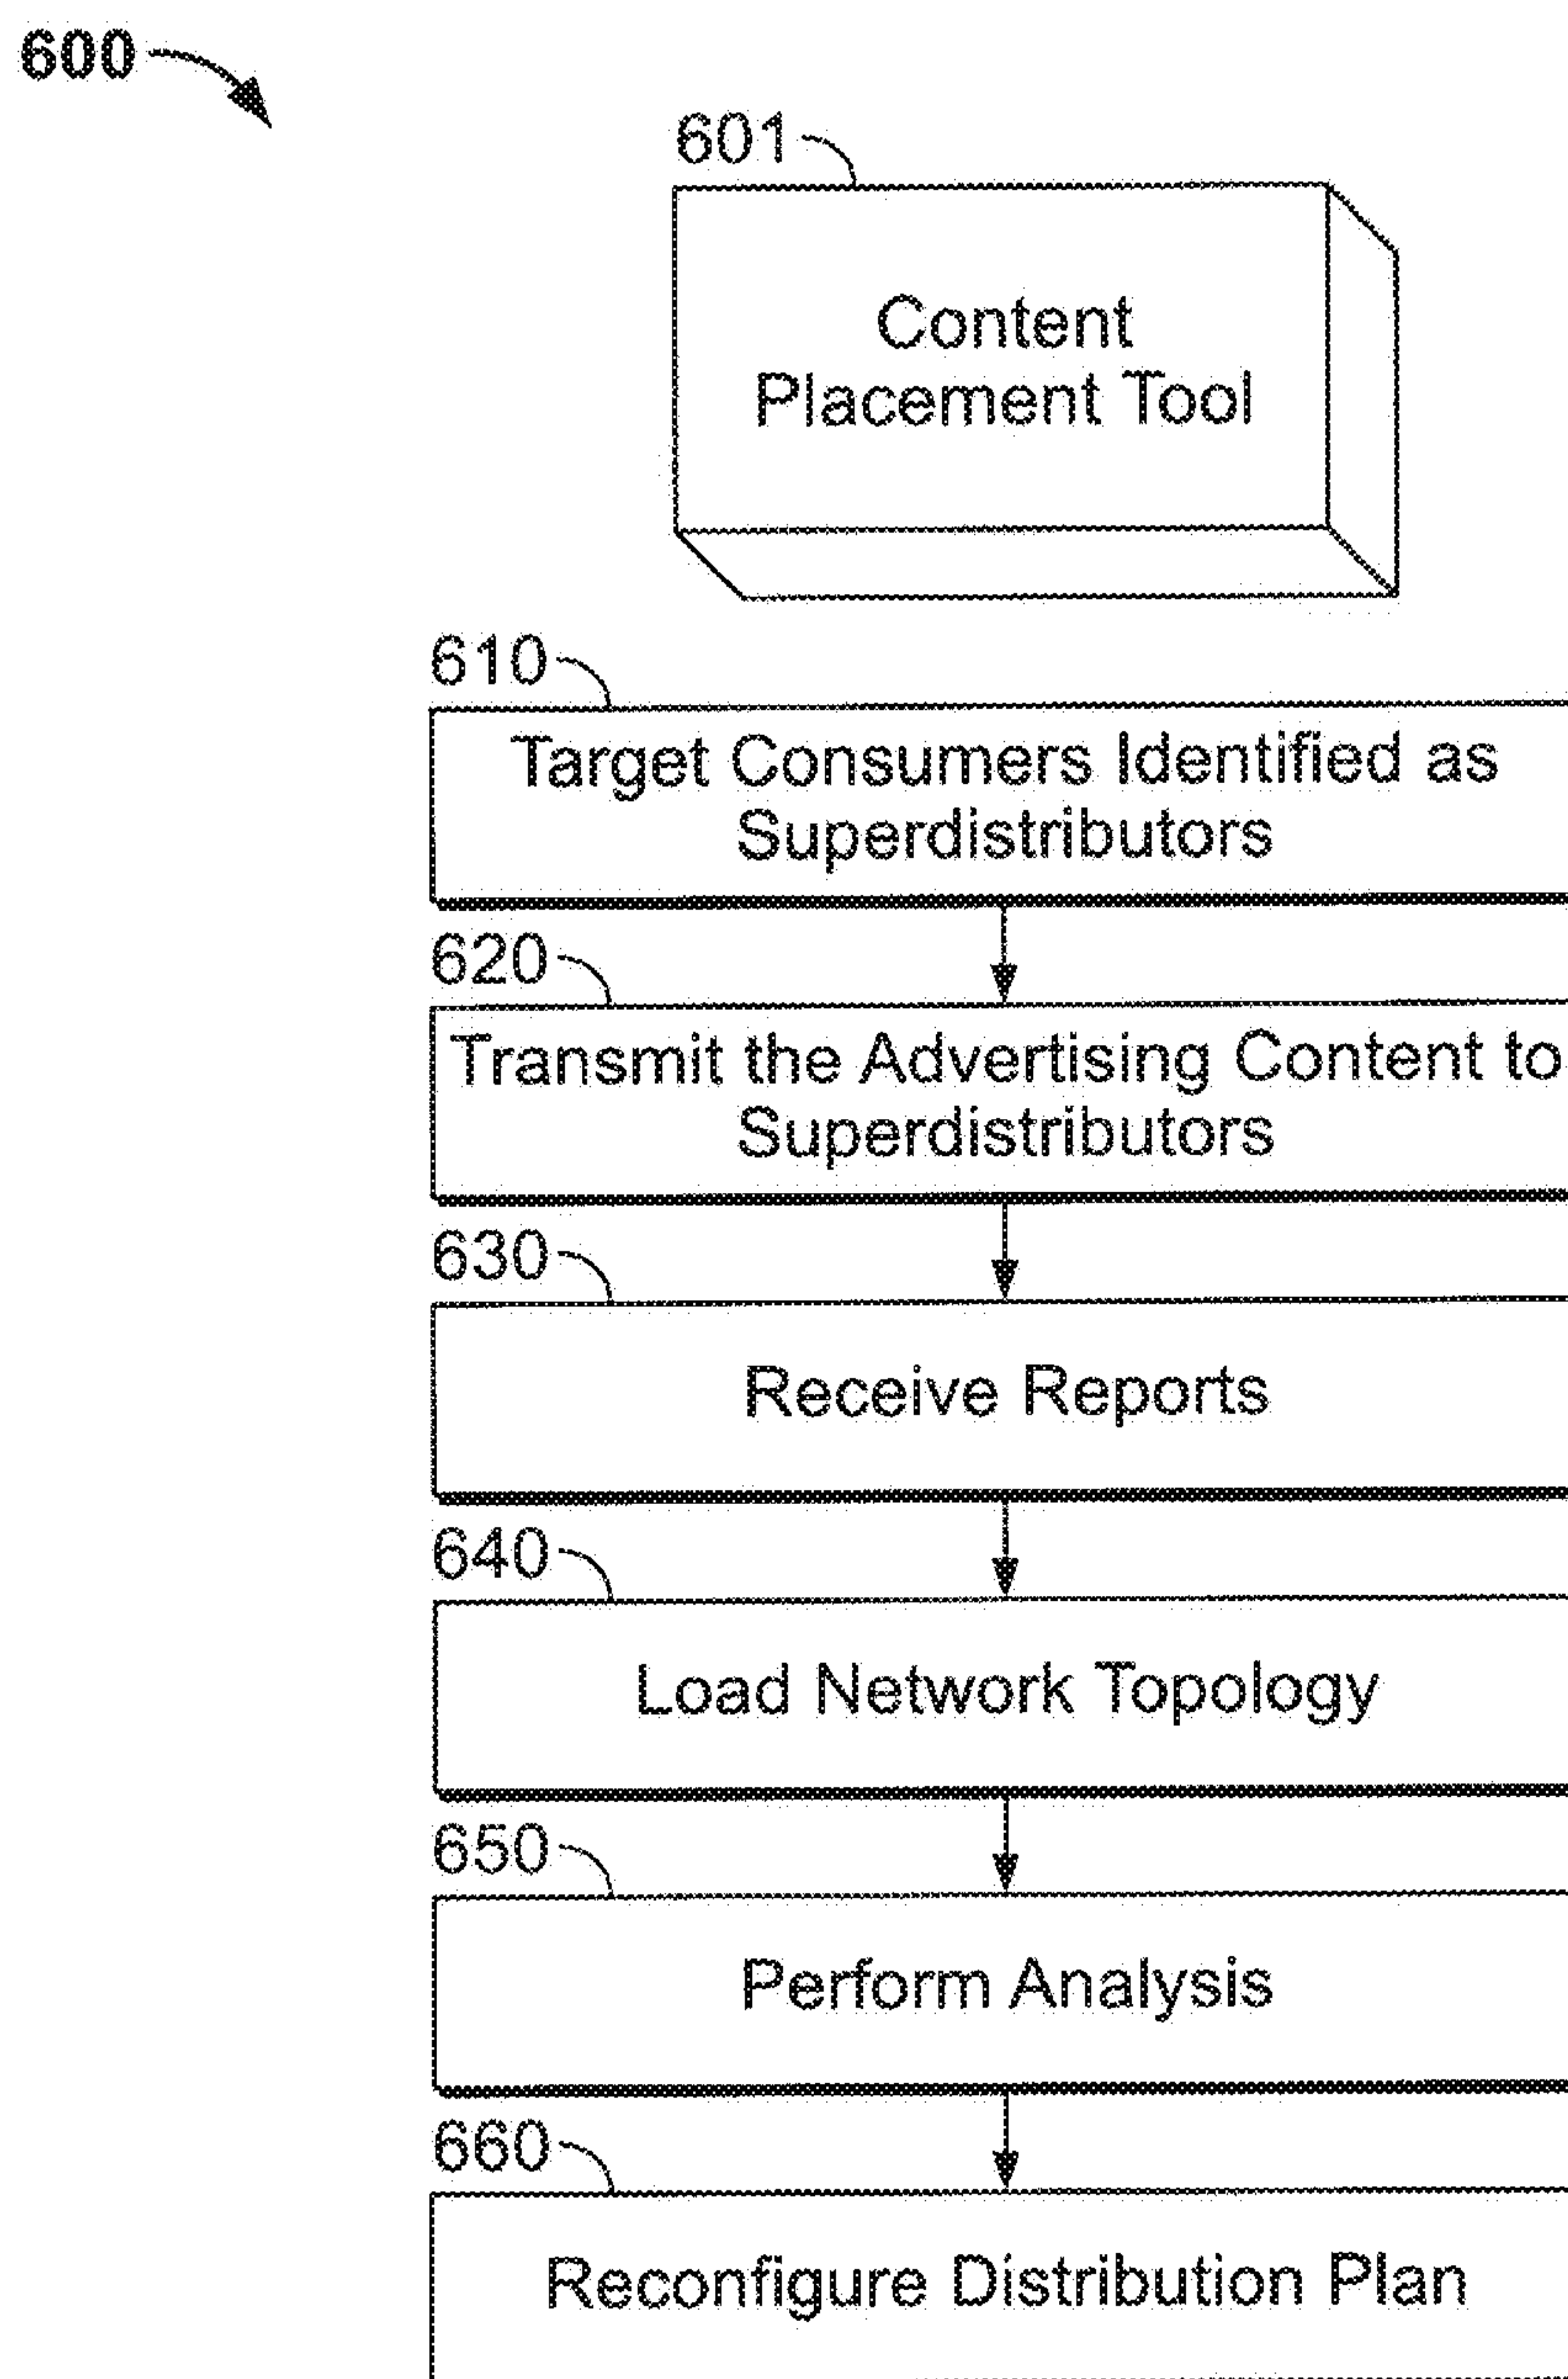 600
601
Content
Placement Tool
610
Target Consumers Identified as
Superdistributors
620
Transmit the Advertising Content to
Superdistributors
630
Receive Reports
640
Load Network Topology
650
Perform Analysis
660
Reconfigure Distribution Plan